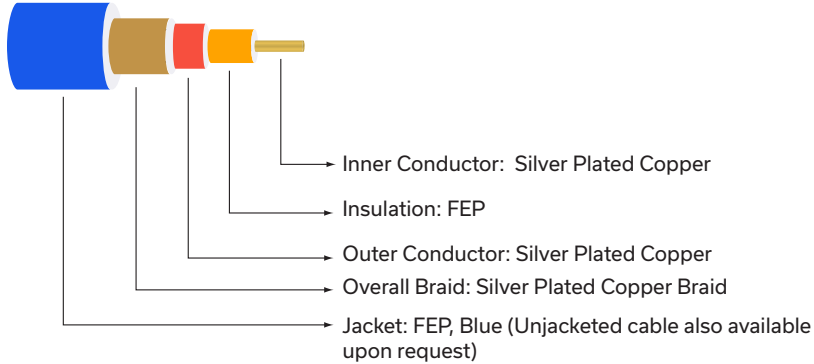 Inner Conductor: Silver Plated Copper
Insulation: FEP
Outer Conductor: Silver Plated Copper
Overall Braid: Silver Plated Copper Braid
Jacket: FEP, Blue (Unjacketed cable also available
upon request)